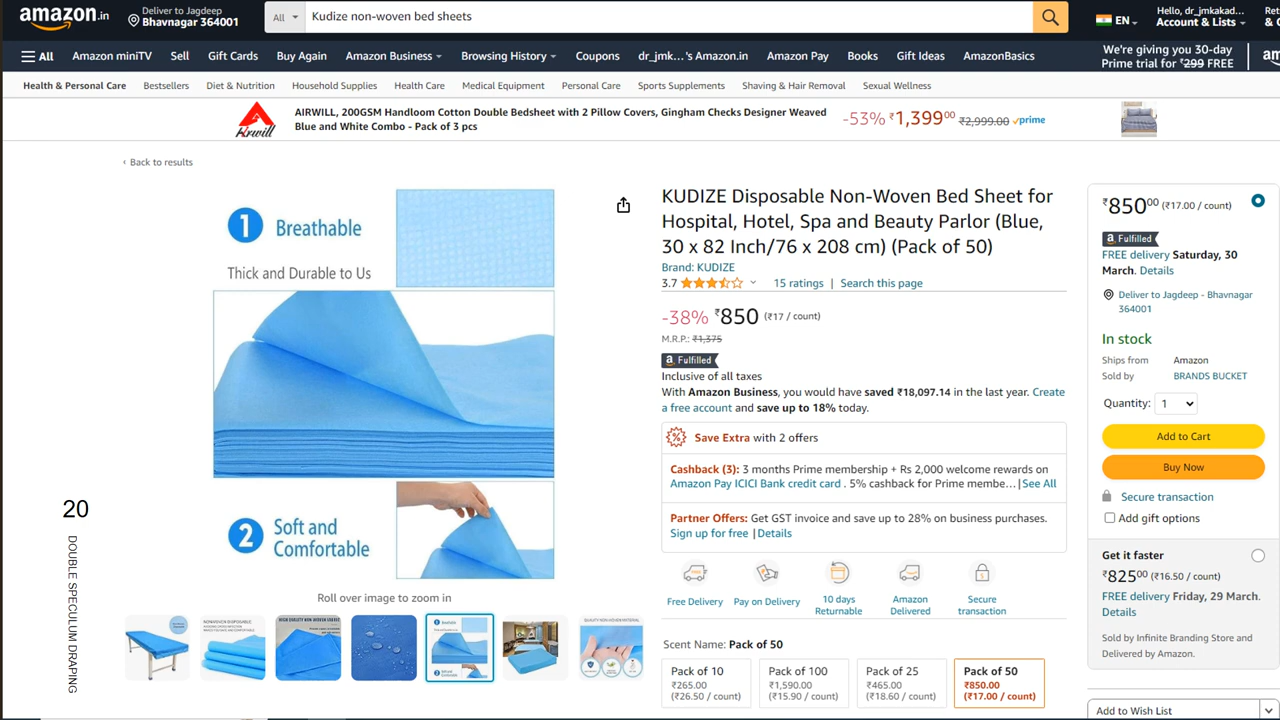 amazon.in
Deliver to Jagdeep
Bhavnagar 364001
All
Kudize non-woven bed sheets
EN
Hello, dr_jmkakad...
Account & Lists
Ret
& C
All
Amazon miniTV
Sell
Gift Cards
Buy Again
Amazon Business
Browsing History
Coupons
dr_jmk...'s Amazon.in
Amazon Pay
Books
Gift Ideas
AmazonBasics
We're giving you 30-day
Prime trial for ₹299 FREE
am
Health & Personal Care
Bestsellers
Diet & Nutrition
Household Supplies
Health Care
Medical Equipment
Personal Care
Sports Supplements
Shaving & Hair Removal
Sexual Wellness
Airwill
AIRWILL, 200GSM Handloom Cotton Double Bedsheet with 2 Pillow Covers, Gingham Checks Designer Weaved
Blue and White Combo - Pack of 3 pcs
-53% ₹1,39900 ₹2,999.00 prime
‹ Back to results
1 Breathable
Thick and Durable to Us
2 Soft and
Comfortable
Roll over image to zoom in
20
DOUBLE SPECULUM DRAPING
KUDIZE Disposable Non-Woven Bed Sheet for
Hospital, Hotel, Spa and Beauty Parlor (Blue,
30 x 82 Inch/76 x 208 cm) (Pack of 50)
Brand: KUDIZE
3.7
15 ratings | Search this page
-38% ₹850 (₹17 / count)
M.R.P.: ₹1,375
a Fulfilled
Inclusive of all taxes
With Amazon Business, you would have saved ₹18,097.14 in the last year. Create
a free account and save up to 18% today.
Save Extra with 2 offers
Cashback (3): 3 months Prime membership + Rs 2,000 welcome rewards on
Amazon Pay ICICI Bank credit card . 5% cashback for Prime membe... | See All
Partner Offers: Get GST invoice and save up to 28% on business purchases.
Sign up for free | Details
Free Delivery
Pay on Delivery
10 days
Returnable
Amazon
Delivered
Secure
transaction
Scent Name: Pack of 50
Pack of 10
₹265.00
(₹26.50 / count)
Pack of 100
₹1,590.00
(₹15.90 / count)
Pack of 25
₹465.00
(₹18.60 / count)
Pack of 50
₹850.00
(₹17.00 / count)
₹85000 (₹17.00 / count)
a Fulfilled
FREE delivery Saturday, 30
March. Details
Deliver to Jagdeep - Bhavnagar
364001
In stock
Ships from Amazon
Sold by BRANDS BUCKET
Quantity: 1
Add to Cart
Buy Now
Secure transaction
Add gift options
Get it faster
₹82500 (₹16.50 / count)
FREE delivery Friday, 29 March.
Details
Sold by Infinite Branding Store and
Delivered by Amazon.
Add to Wish List